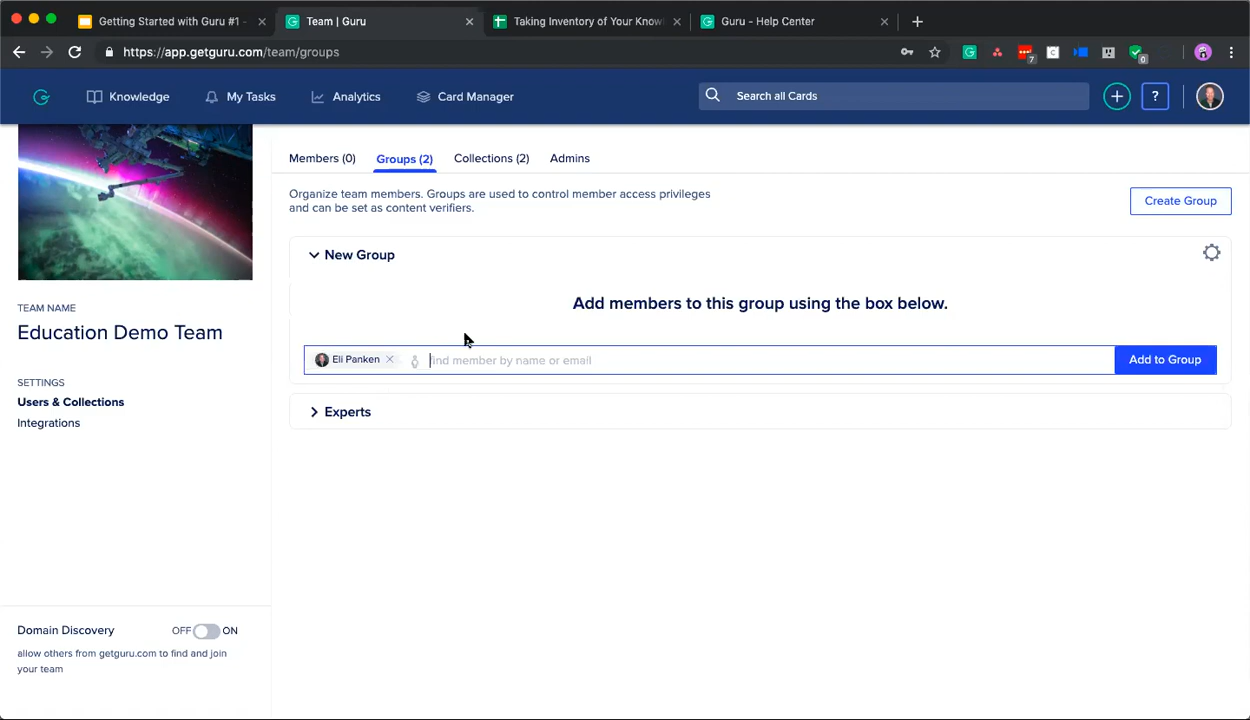 Getting Started with Guru #1 -
Team | Guru
Taking Inventory of Your Know
Guru - Help Center
https://app.getguru.com/team/groups
7
C
0
Knowledge
My Tasks
Analytics
Card Manager
Search all Cards
?
Members (0)
Groups (2)
Collections (2)
Admins
Organize team members. Groups are used to control member access privileges
and can be set as content verifiers.
Create Group
New Group
Add members to this group using the box below.
Eli Panken
find member by name or email
Add to Group
Experts
TEAM NAME
Education Demo Team
SETTINGS
Users & Collections
Integrations
Domain Discovery
OFF
ON
allow others from getguru.com to find and join
your team